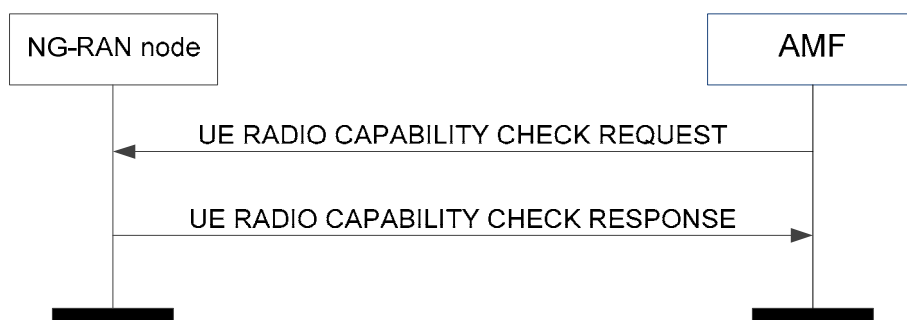 NG-RAN node
AMF
UE RADIO CAPABILITY CHECK REQUEST
UE RADIO CAPABILITY CHECK RESPONSE